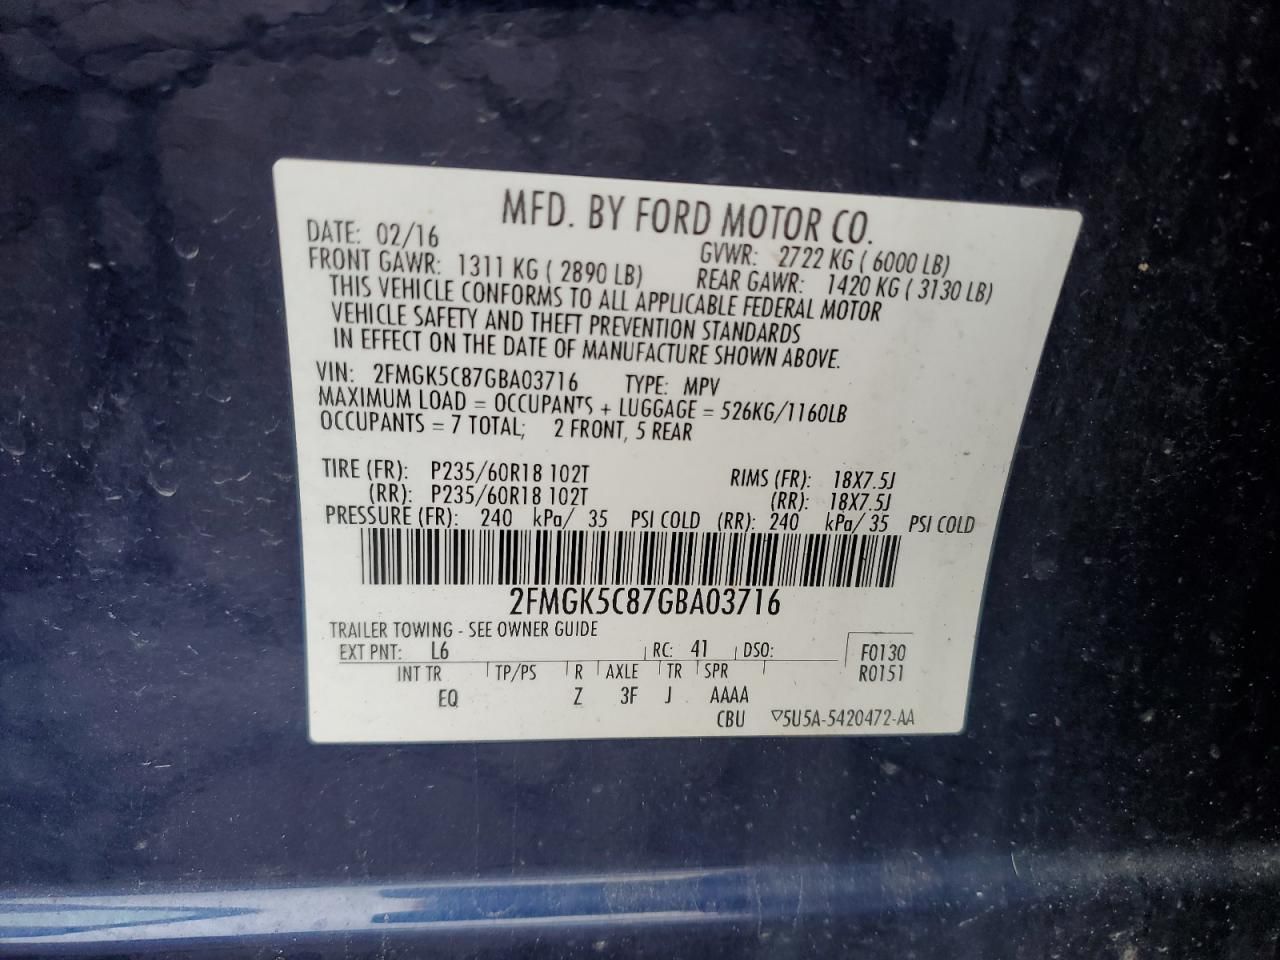 MFD. BY FORD MOTOR CO.
DATE: 02/16 GVWR: 2722 KG ( 6000 LB)
FRONT GAWR: 1311 KG ( 2890 LB) REAR GAWR: 1420 KG ( 3130 LB)
THIS VEHICLE CONFORMS TO ALL APPLICABLE FEDERAL MOTOR
VEHICLE SAFETY AND THEFT PREVENTION STANDARDS
IN EFFECT ON THE DATE OF MANUFACTURE SHOWN ABOVE.
VIN: 2FMGK5C87GBA03716 TYPE: MPV
MAXIMUM LOAD = OCCUPANTS + LUGGAGE = 526KG/1160LB
OCCUPANTS = 7 TOTAL; 2 FRONT, 5 REAR
TIRE (FR): P235/60R18 102T RIMS (FR): 18X7.5J
(RR): P235/60R18 102T (RR): 18X7.5J
PRESSURE (FR): 240 kPa/ 35 PSI COLD (RR): 240 kPa/ 35 PSI COLD
2FMGK5C87GBA03716
TRAILER TOWING - SEE OWNER GUIDE
EXT PNT: L6 RC: 41 DSO: F0130
INT TR TP/PS R AXLE TR SPR R0151
EQ Z 3F J AAAA
CBU ▽5U5A-5420472-AA